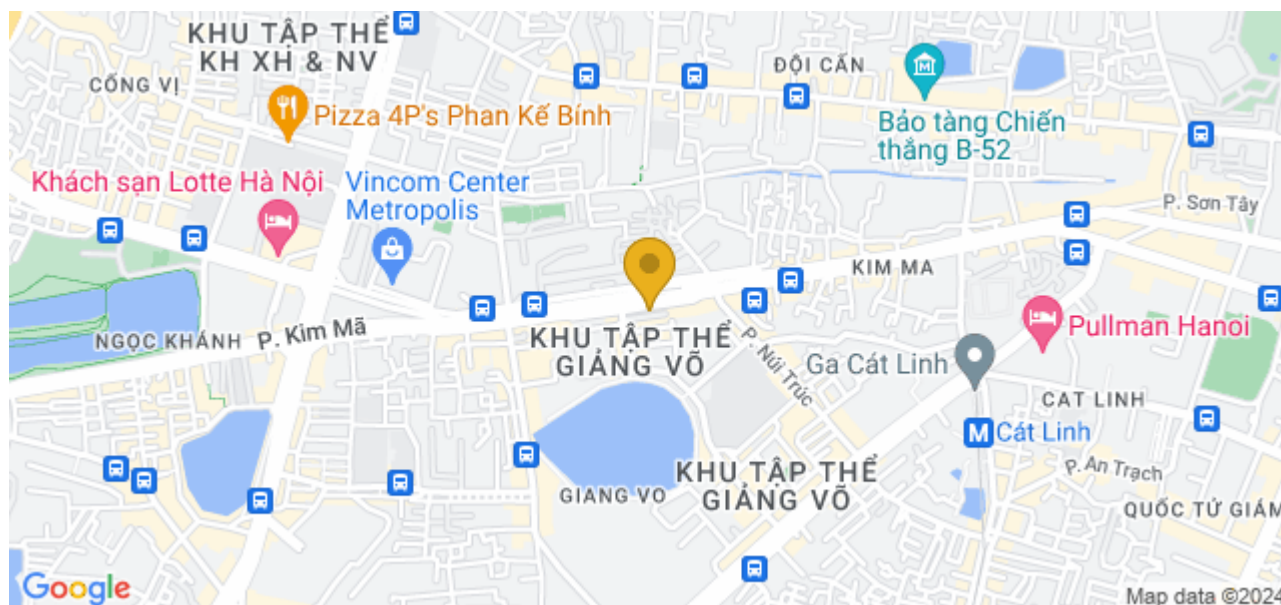 KHU TẬP THỂ
KH XH & NV
CỐNG VỊ
ĐỘI CẤN
Pizza 4P's Phan Kế Bính
Bảo tàng Chiến
thắng B-52
Khách sạn Lotte Hà Nội
Vincom Center
Metropolis
P. Sơn Tây
KIM MA
NGỌC KHÁNH
P. Kim Mã
KHU TẬP THỂ
GIẢNG VÕ
P. Núi Trúc
Pullman Hanoi
Ga Cát Linh
CAT LINH
M
Cát Linh
KHU TẬP THỂ
GIẢNG VÕ
P. An Trạch
GIANG VO
QUỐC TỬ GIÁM
Google
Map data ©2024